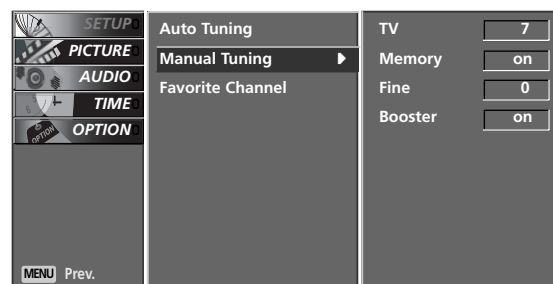 SETUP
PICTURE
AUDIO
TIME
OPTION
OPTION
MENU Prev.
Auto Tuning
Manual Tuning
Favorite Channel
TV 7
Memory on
Fine 0
Booster on